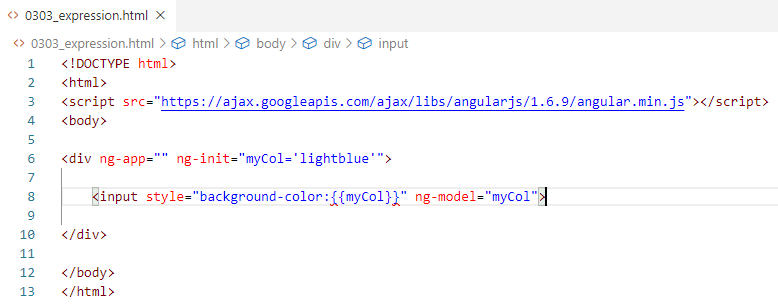 0303_expression.html
0303_expression.html > html > body > div > input
1 <!DOCTYPE html>
2 <html>
3 <script src="https://ajax.googleapis.com/ajax/libs/angularjs/1.6.9/angular.min.js"></script>
4 <body>
5
6 <div ng-app="" ng-init="myCol='lightblue'">
7
8     <input style="background-color:{{myCol}}" ng-model="myCol">
9
10 </div>
11
12 </body>
13 </html>